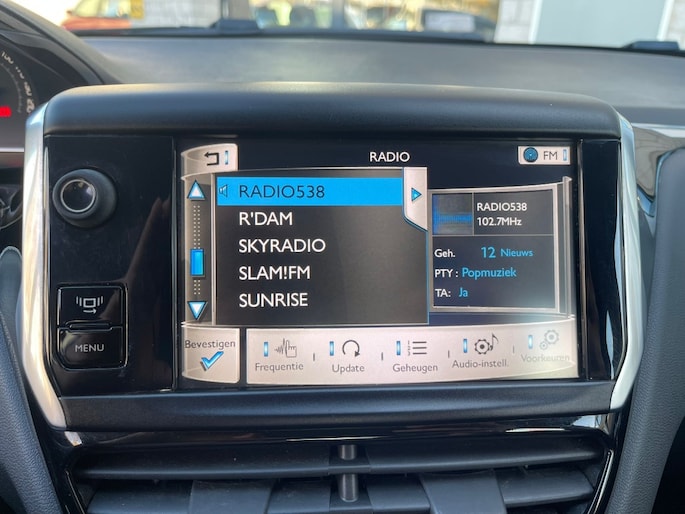 RADIO
FM
RADIO538
R'DAM
SKYRADIO
SLAM!FM
SUNRISE
RADIO538
102.7MHz
Geh. 12 Nieuws
PTY : Popmuziek
TA: Ja
MENU
Bevestigen
Frequentie
Update
Geheugen
Audio-instell.
Voorkeuren